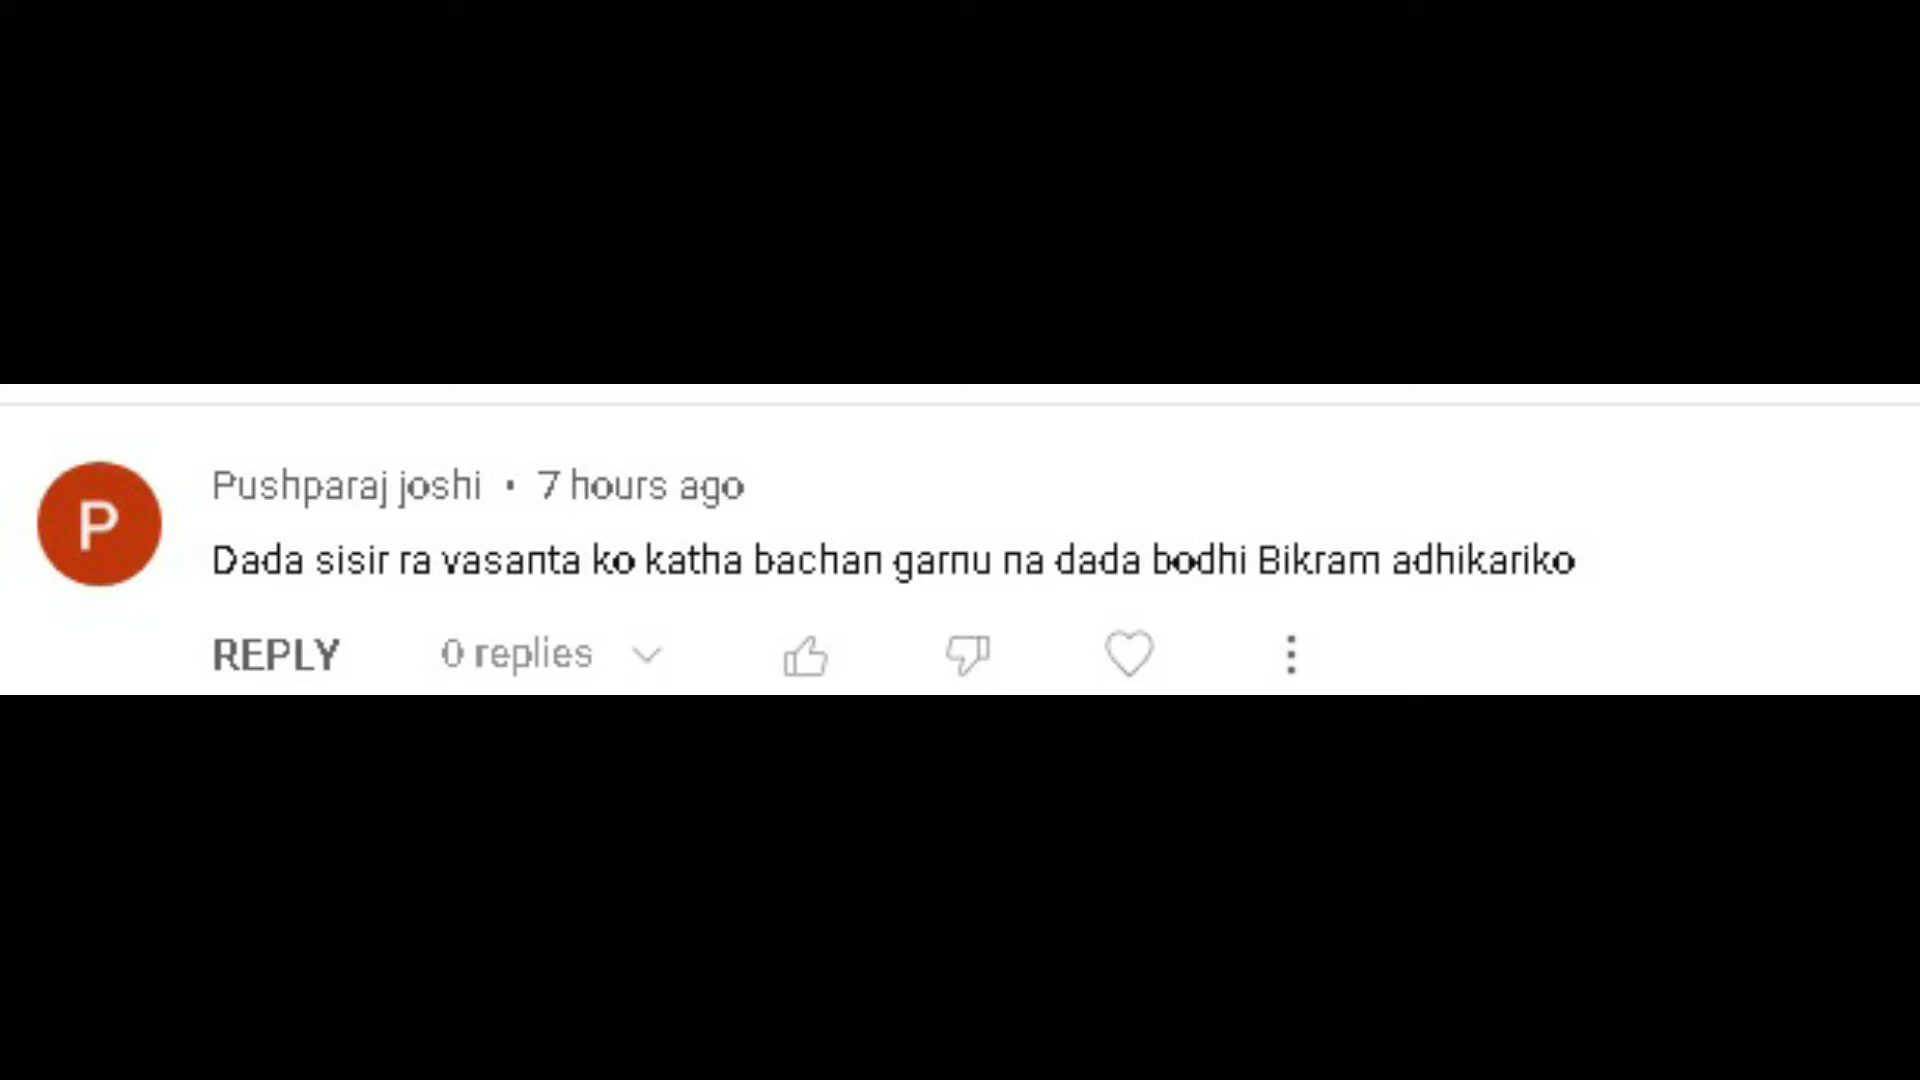 P
Pushparaj joshi • 7 hours ago
Dada sisir ra vasanta ko katha bachan garnu na dada bodhi Bikram adhikariko
REPLY 0 replies